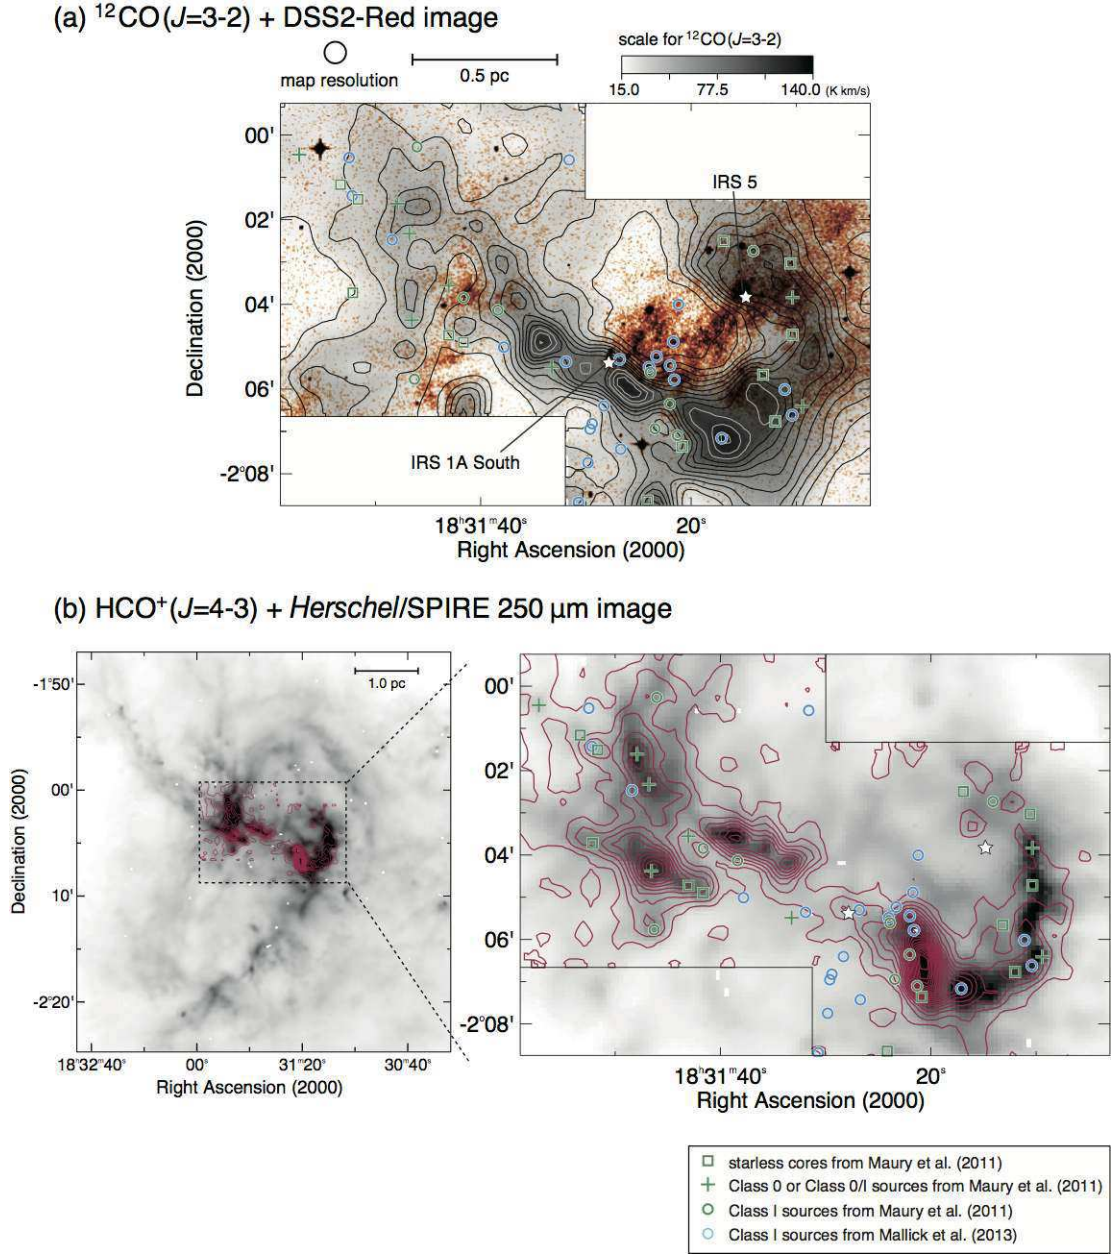 (a) ¹²CO(J=3-2) + DSS2-Red image
map resolution
0.5 pc
scale for ¹²CO(J=3-2)
15.0 77.5 140.0 (K km/s)
00'
02'
04'
06'
-2°08'
Declination (2000)
IRS 5
IRS 1A South
18ʰ31ᵐ40ˢ 20ˢ
Right Ascension (2000)
(b) HCO⁺(J=4-3) + Herschel/SPIRE 250 µm image
1.0 pc
-1°50'
00'
10'
-2°20'
Declination (2000)
18ʰ32ᵐ40ˢ 00ˢ 31ᵐ20ˢ 30ᵐ40ˢ
Right Ascension (2000)
00'
02'
04'
06'
-2°08'
18ʰ31ᵐ40ˢ 20ˢ
Right Ascension (2000)
starless cores from Maury et al. (2011)
Class 0 or Class 0/I sources from Maury et al. (2011)
Class I sources from Maury et al. (2011)
Class I sources from Mallick et al. (2013)